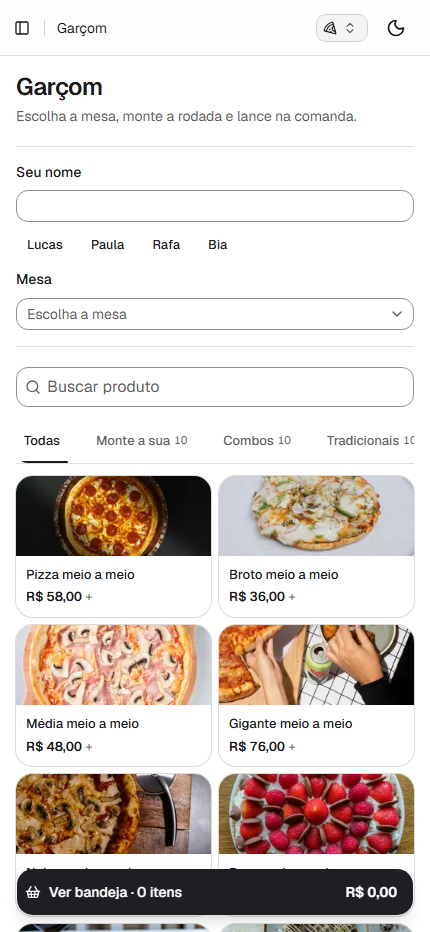 Garçom
Garçom
Escolha a mesa, monte a rodada e lance na comanda.
Seu nome
Lucas Paula Rafa Bia
Mesa
Escolha a mesa
Buscar produto
Todas Monte a sua 10 Combos 10 Tradicionais 10
Pizza meio a meio Broto meio a meio
R$ 58,00 + R$ 36,00 +
Média meio a meio Gigante meio a meio
R$ 48,00 + R$ 76,00 +
Ver bandeja · 0 itens R$ 0,00